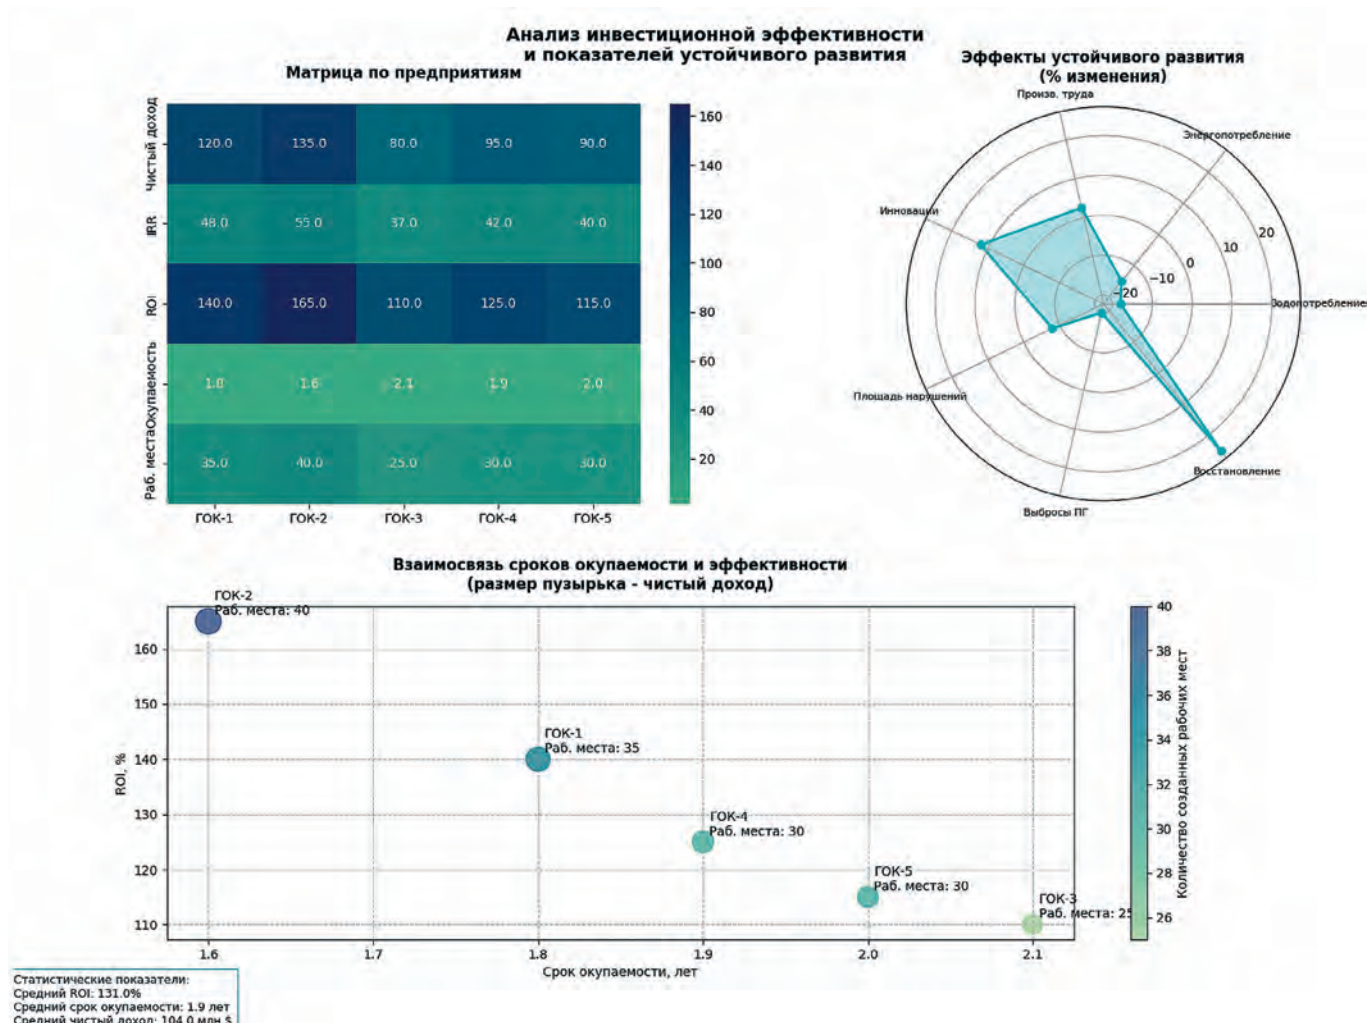 Анализ инвестиционной эффективности
и показателей устойчивого развития
Матрица по предприятиям
Чистый доход
IRR
ROI
Окупаемость
Раб. места
120.0 135.0 80.0 95.0 90.0
48.0 55.0 37.0 42.0 40.0
140.0 165.0 110.0 125.0 115.0
1.8 1.6 2.1 1.9 2.0
35.0 40.0 25.0 30.0 30.0
ГОК-1 ГОК-2 ГОК-3 ГОК-4 ГОК-5
160
140
120
100
80
60
40
20
Эффекты устойчивого развития
(% изменения)
Произв. труда
Энергопотребление
Инновации
20
10
0
−10
−20
Водопотребление
Площадь нарушений
Восстановление
Выбросы ПГ
Взаимосвязь сроков окупаемости и эффективности
(размер пузырька - чистый доход)
ГОК-2
Раб. места: 40
ГОК-1
Раб. места: 35
ГОК-4
Раб. места: 30
ГОК-5
Раб. места: 30
ГОК-3
Раб. места: 25
ROI, %
160
150
140
130
120
110
1.6 1.7 1.8 1.9 2.0 2.1
Срок окупаемости, лет
40
38
36
34
32
30
28
26
Количество созданных рабочих мест
Статистические показатели:
Средний ROI: 131.0%
Средний срок окупаемости: 1.9 лет
Средний чистый доход: 104.0 млн $